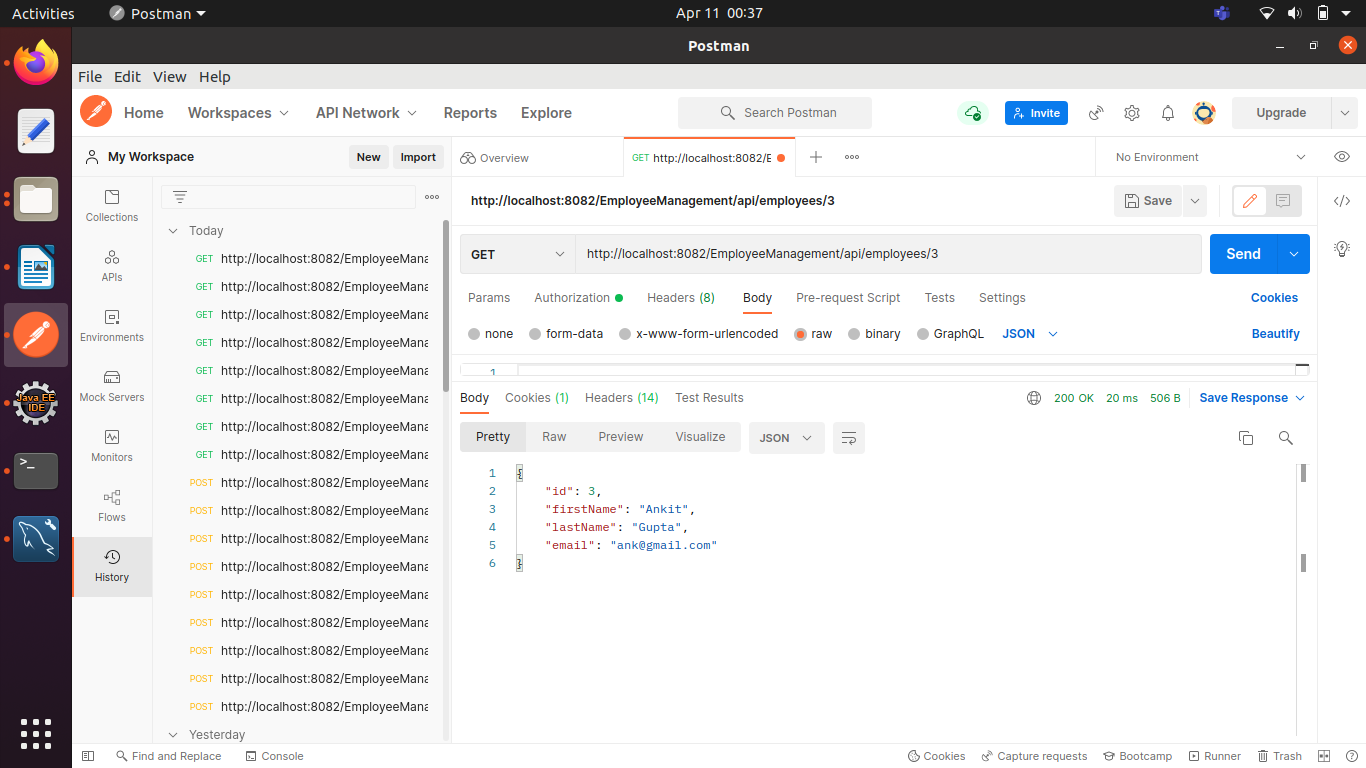 Activities
Postman
Apr 11 00:37
Postman
File Edit View Help
Home
Workspaces
API Network
Reports
Explore
Search Postman
Invite
Upgrade
My Workspace
New
Import
Overview
GET http://localhost:8082/E
No Environment
Collections
APIs
Environments
Mock Servers
Monitors
Flows
History
Today
GET http://localhost:8082/EmployeeMana
GET http://localhost:8082/EmployeeMana
GET http://localhost:8082/EmployeeMana
GET http://localhost:8082/EmployeeMana
GET http://localhost:8082/EmployeeMana
GET http://localhost:8082/EmployeeMana
GET http://localhost:8082/EmployeeMana
GET http://localhost:8082/EmployeeMana
POST http://localhost:8082/EmployeeMana
POST http://localhost:8082/EmployeeMana
POST http://localhost:8082/EmployeeMana
POST http://localhost:8082/EmployeeMana
POST http://localhost:8082/EmployeeMana
POST http://localhost:8082/EmployeeMana
POST http://localhost:8082/EmployeeMana
POST http://localhost:8082/EmployeeMana
POST http://localhost:8082/EmployeeMana
Yesterday
http://localhost:8082/EmployeeManagement/api/employees/3
Save
GET
http://localhost:8082/EmployeeManagement/api/employees/3
Send
Params Authorization Headers (8) Body Pre-request Script Tests Settings
Cookies
none form-data x-www-form-urlencoded raw binary GraphQL JSON
Beautify
1
Body Cookies (1) Headers (14) Test Results
200 OK 20 ms 506 B
Save Response
Pretty Raw Preview Visualize
JSON
1 {
2 "id": 3,
3 "firstName": "Ankit",
4 "lastName": "Gupta",
5 "email": "ank@gmail.com"
6 }
Java EE
IDE
>_
Find and Replace
Console
Cookies
Capture requests
Bootcamp
Runner
Trash